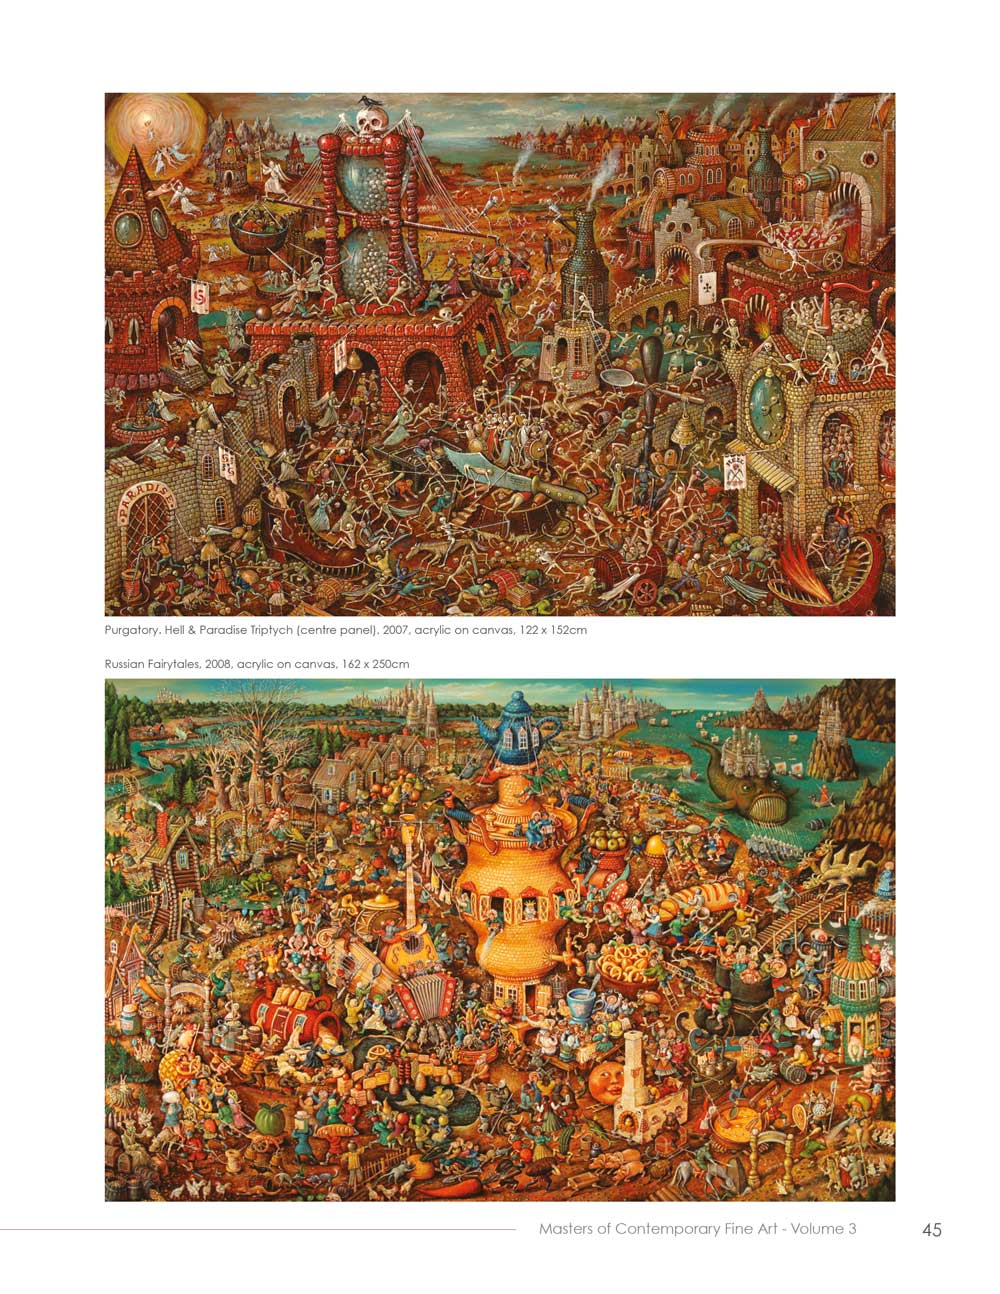 PARADISE
Purgatory. Hell & Paradise Triptych (centre panel). 2007, acrylic on canvas, 122 x 152cm
Russian Fairytales, 2008, acrylic on canvas, 162 x 250cm
Masters of Contemporary Fine Art - Volume 3
45